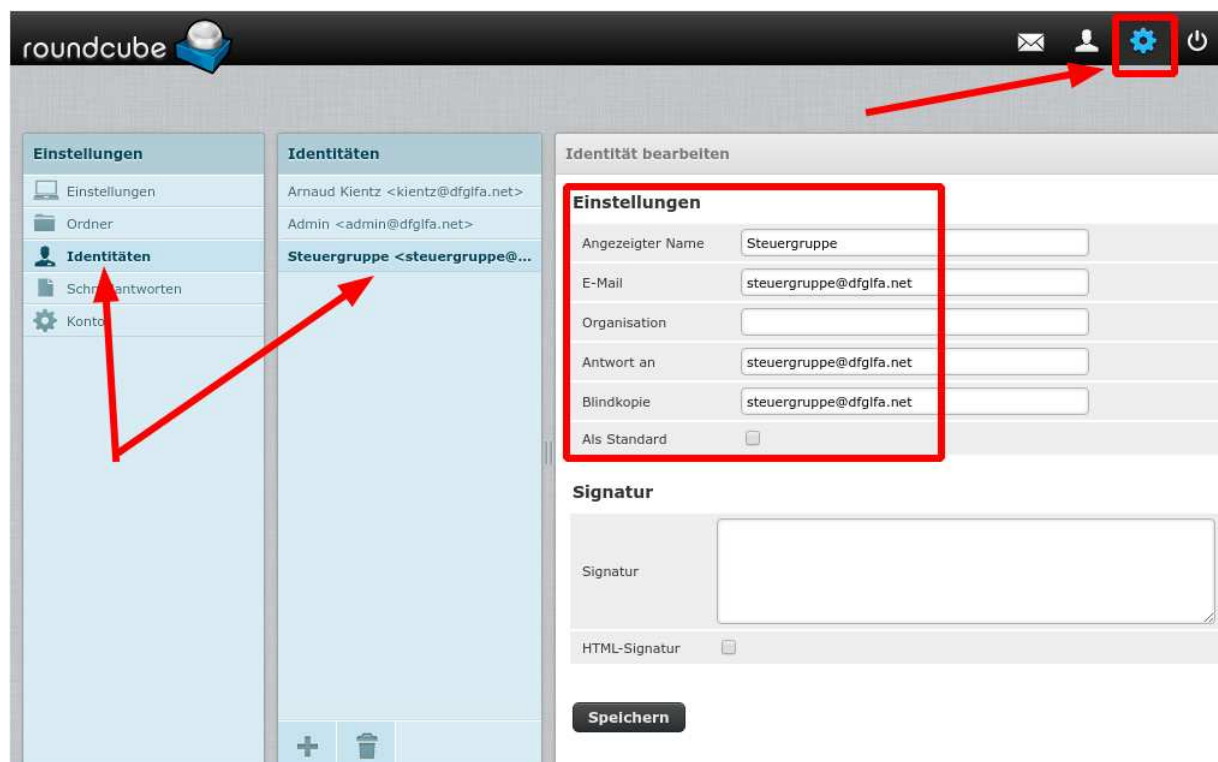 roundcube
Einstellungen
Einstellungen
Ordner
Identitäten
Konto
Identitäten
Arnaud Kientz <kientz@dfglfa.net>
Admin <admin@dfglfa.net>
Steuergruppe <steuergruppe@...
Identität bearbeiten
Einstellungen
Angezeigter Name Steuergruppe
E-Mail steuergruppe@dfglfa.net
Organisation
Antwort an steuergruppe@dfglfa.net
Blindkopie steuergruppe@dfglfa.net
Als Standard
Signatur
Signatur
HTML-Signatur
Speichern